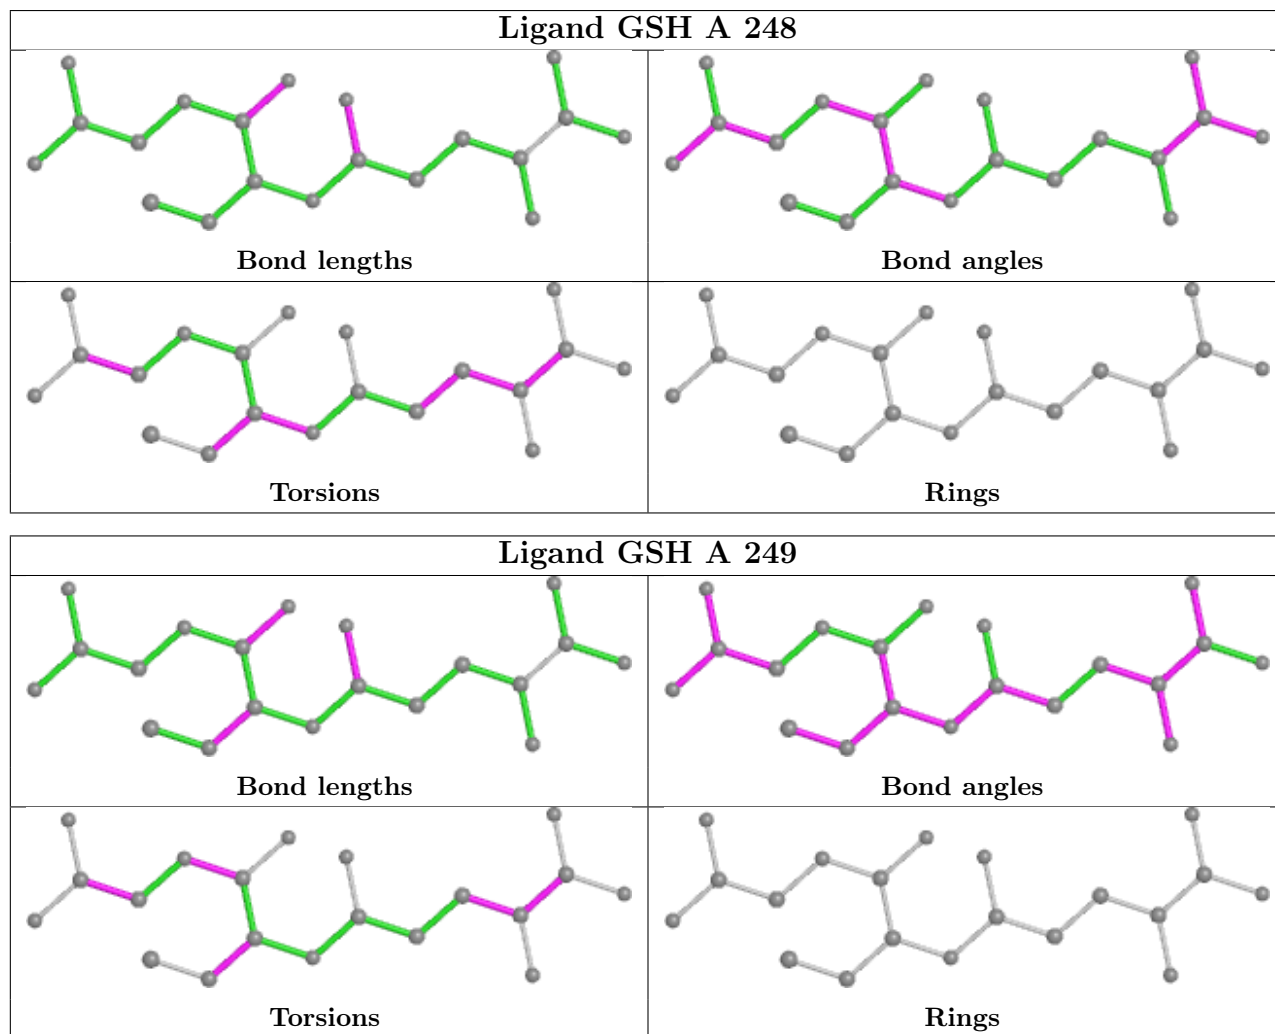 Ligand GSH A 248
Bond lengths
Bond angles
Torsions
Rings
Ligand GSH A 249
Bond lengths
Bond angles
Torsions
Rings